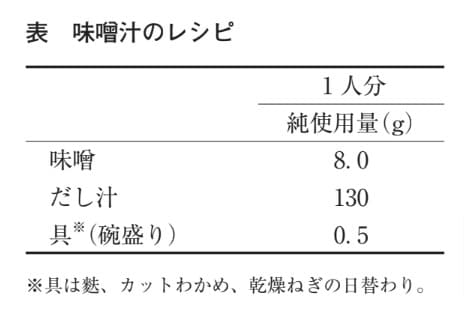 表　味噌汁のレシピ
1人分
純使用量(g)
味噌　8.0
だし汁　130
具※(碗盛り)　0.5
※具は麩、カットわかめ、乾燥ねぎの日替わり。